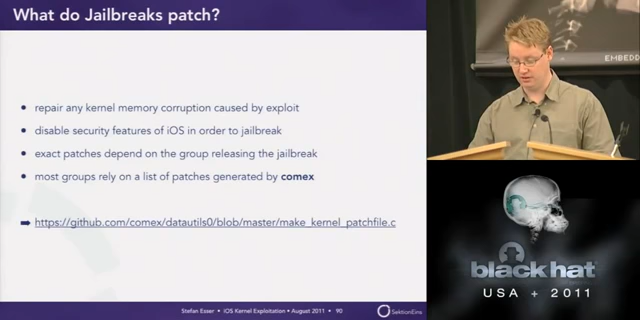 What do Jailbreaks patch?
• repair any kernel memory corruption caused by exploit
• disable security features of iOS in order to jailbreak
• exact patches depend on the group releasing the jailbreak
• most groups rely on a list of patches generated by comex
➡ https://github.com/comex/datautils0/blob/master/make_kernel_patchfile.c
Stefan Esser • iOS Kernel Exploitation • August 2011 • 90
SektionEins
EMBEDD
black hat
USA + 2011